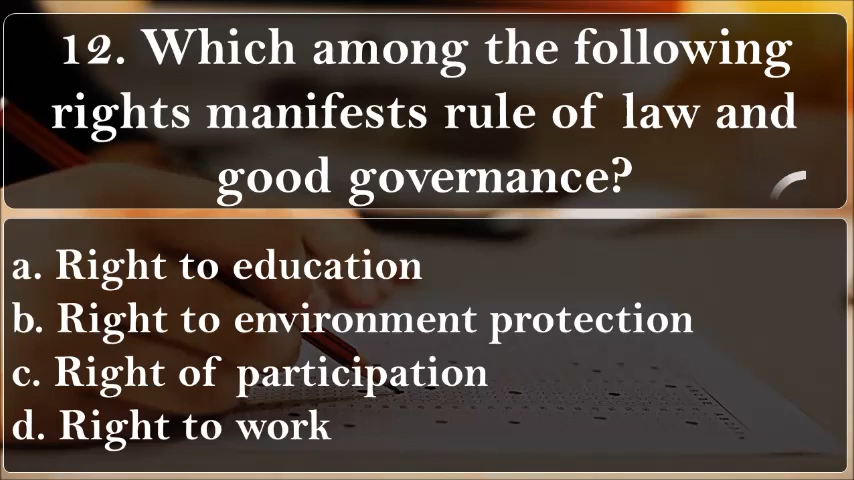 12. Which among the following
rights manifests rule of law and
good governance?
a. Right to education
b. Right to environment protection
c. Right of participation
d. Right to work